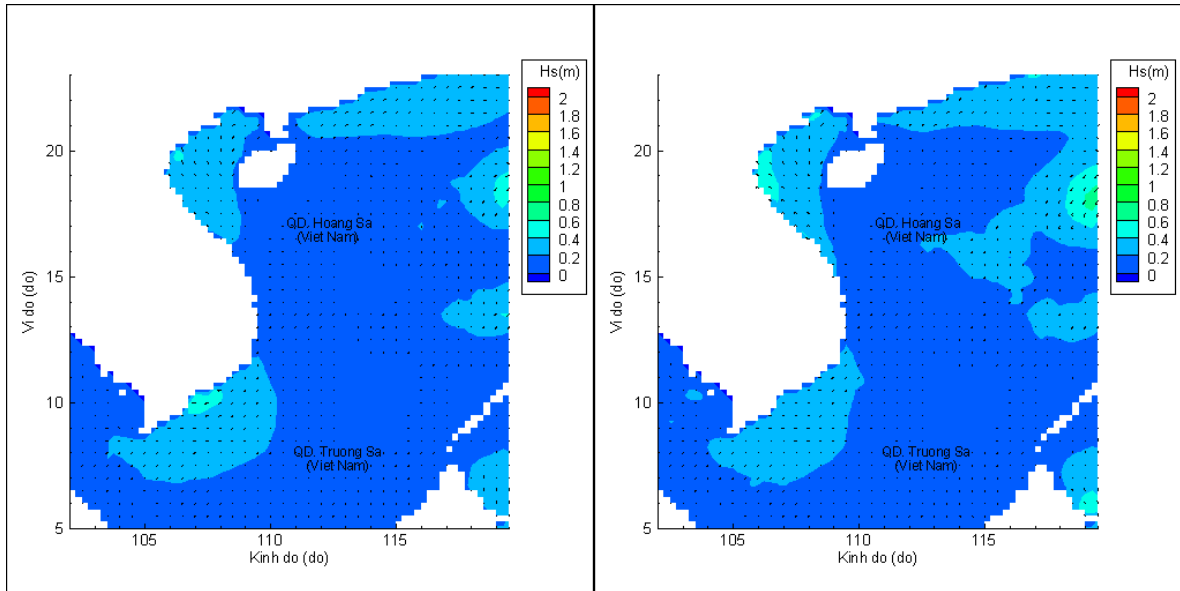 Hs(m)
2
1.8
1.6
1.4
1.2
1
0.8
0.6
0.4
0.2
0
20
15
10
5
Vi do (do)
QD. Hoang Sa
(Viet Nam)
QD. Truong Sa
(Viet Nam)
105
110
115
Kinh do (do)
Hs(m)
2
1.8
1.6
1.4
1.2
1
0.8
0.6
0.4
0.2
0
20
15
10
5
Vi do (do)
QD. Hoang Sa
(Viet Nam)
QD. Truong Sa
(Viet Nam)
105
110
115
Kinh do (do)